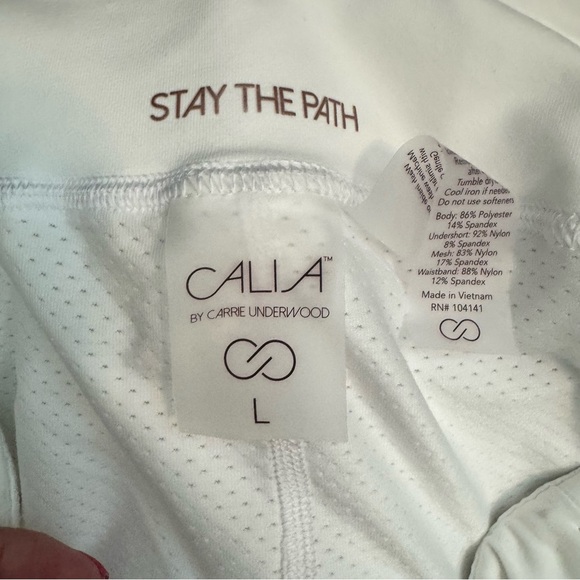 STAY THE PATH
CALIA™
BY CARRIE UNDERWOOD
L
Tumble
Cool iron if needed
Do not use softener
Body: 86% Polyester
14% Spandex
Undershort: 92% Nylon
8% Spandex
Mesh: 83% Nylon
17% Spandex
Waistband: 88% Nylon
12% Spandex
Made in Vietnam
RN# 104141